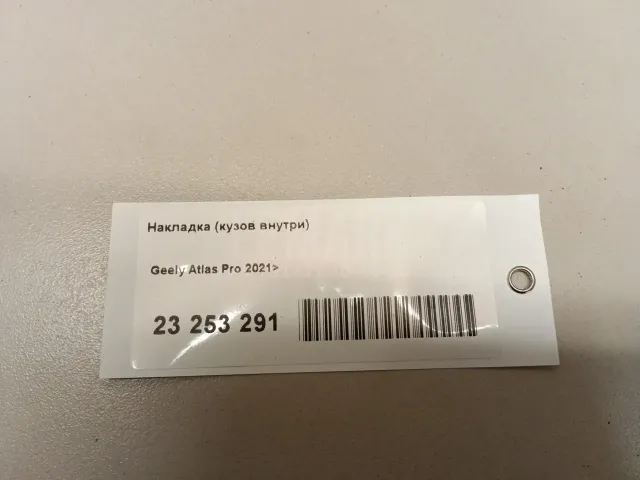 Накладка (кузов внутри)
Geely Atlas Pro 2021>
23 253 291